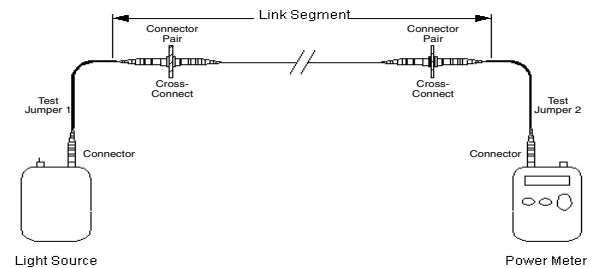 Link Segment
Connector
Pair
Connector
Pair
Cross-
Connect
Cross-
Connect
Test
Jumper 1
Test
Jumper 2
Connector
Connector
Light Source
Power Meter